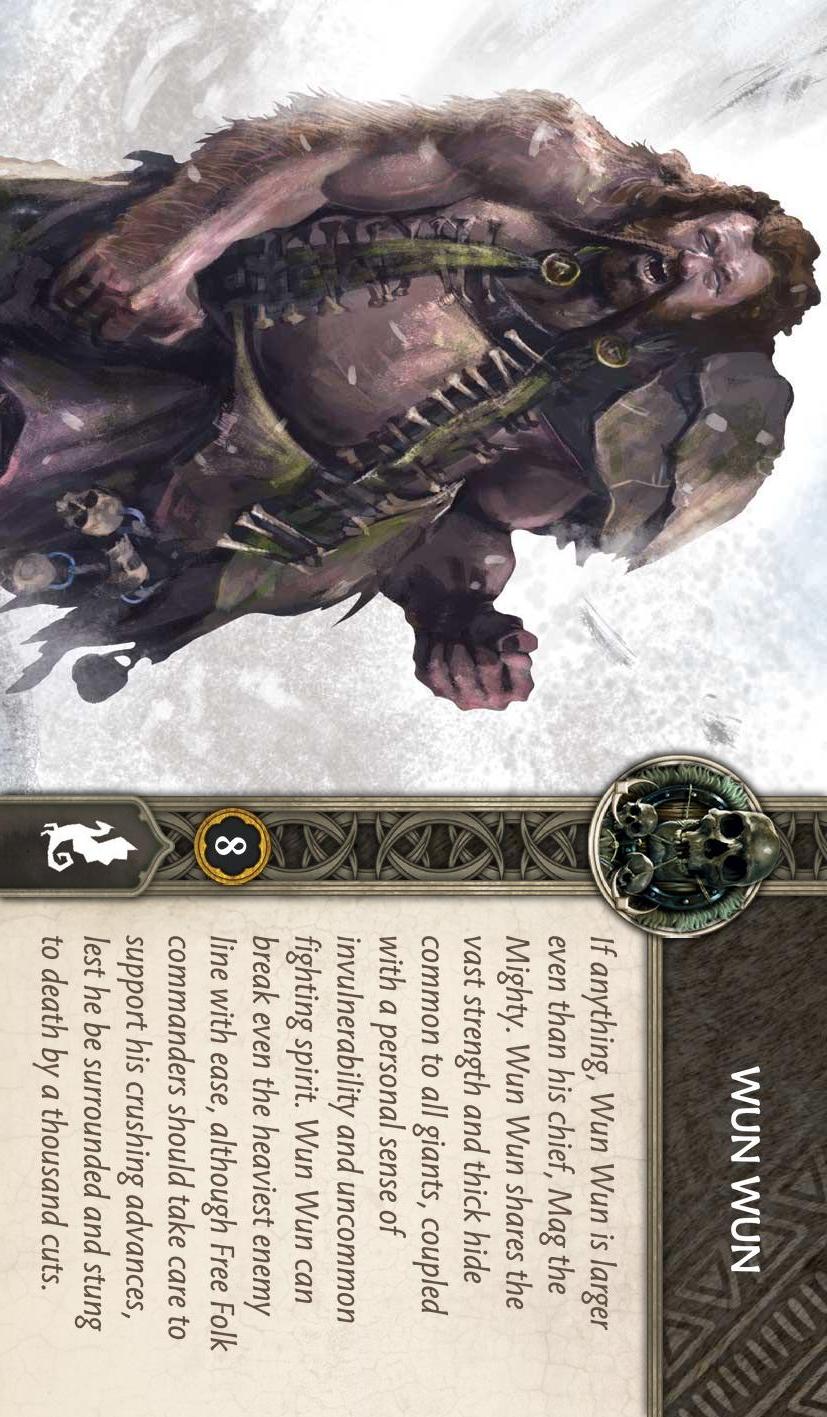 WUN WUN
If anything, Wun Wun is larger
even than his chief, Mag the
Mighty. Wun Wun shares the
vast strength and thick hide
common to all giants, coupled
with a personal sense of
invulnerability and uncommon
fighting spirit. Wun Wun can
break even the heaviest enemy
line with ease, although Free Folk
commanders should take care to
support his crushing advances,
lest he be surrounded and stung
to death by a thousand cuts.
8